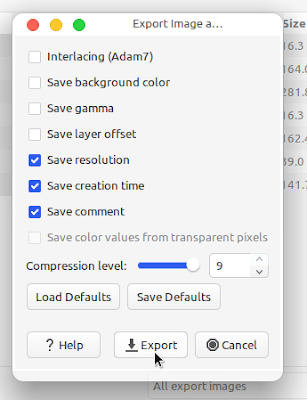 Export Image a...
Size
Interlacing (Adam7)
16.3
Save background color
164.0
Save gamma
281.8
Save layer offset
16.3
Save resolution
162.4
Save creation time
39.0
Save comment
141.7
Save color values from transparent pixels
Compression level: 9
Load Defaults Save Defaults
? Help Export Cancel
All export images